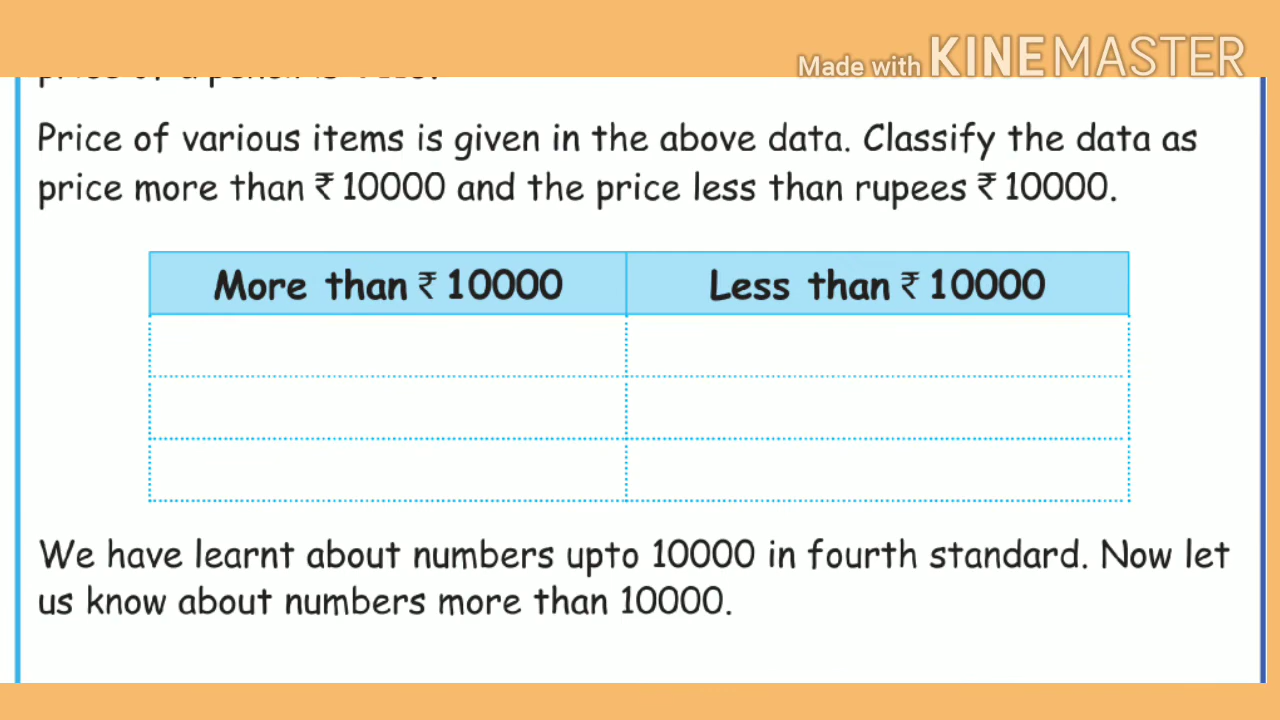 Made with KINEMASTER
Price of various items is given in the above data. Classify the data as
price more than ₹ 10000 and the price less than rupees ₹ 10000.
More than ₹ 10000 Less than ₹ 10000
We have learnt about numbers upto 10000 in fourth standard. Now let
us know about numbers more than 10000.